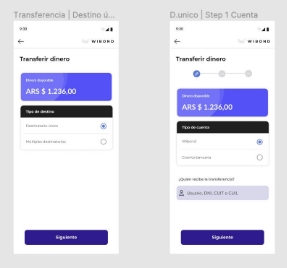 Transferencia | Destino ú...
9:30
WIBOND
Transferir dinero
Dinero disponible
ARS $ 1.236,00
Tipo de destino
Destinatario único
Múltiples destinatarios
Siguiente
D.unico | Step 1 Cuenta
9:30
WIBOND
Transferir dinero
Dinero disponible
ARS $ 1.236,00
Tipo de cuenta
Wibond
Cuenta bancaria
¿Quién recibe la transferencia?
Usuario, DNI, CUIT o CUIL
Siguiente